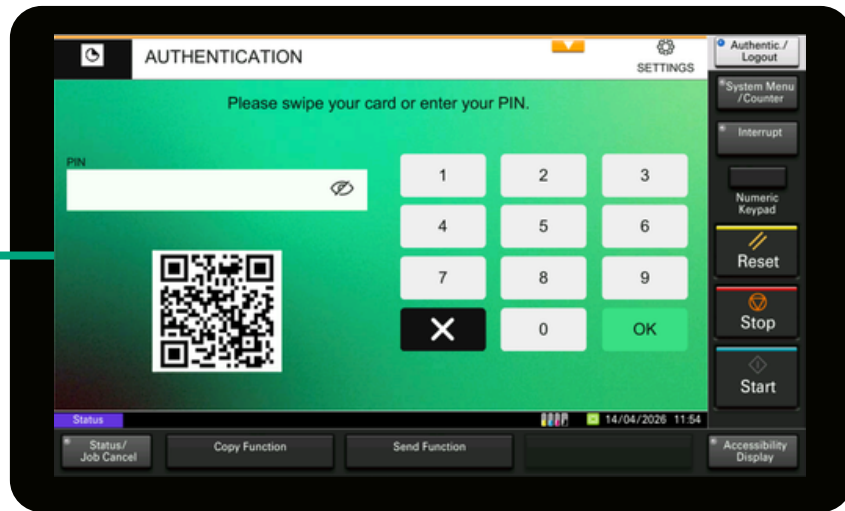 AUTHENTICATION
SETTINGS
Please swipe your card or enter your PIN.
PIN
1 2 3
4 5 6
7 8 9
0 OK
Status
14/04/2026 11:54
Status/
Job Cancel
Copy Function
Send Function
Authentic./
Logout
System Menu
/Counter
Interrupt
Numeric
Keypad
Reset
Stop
Start
Accessibility
Display